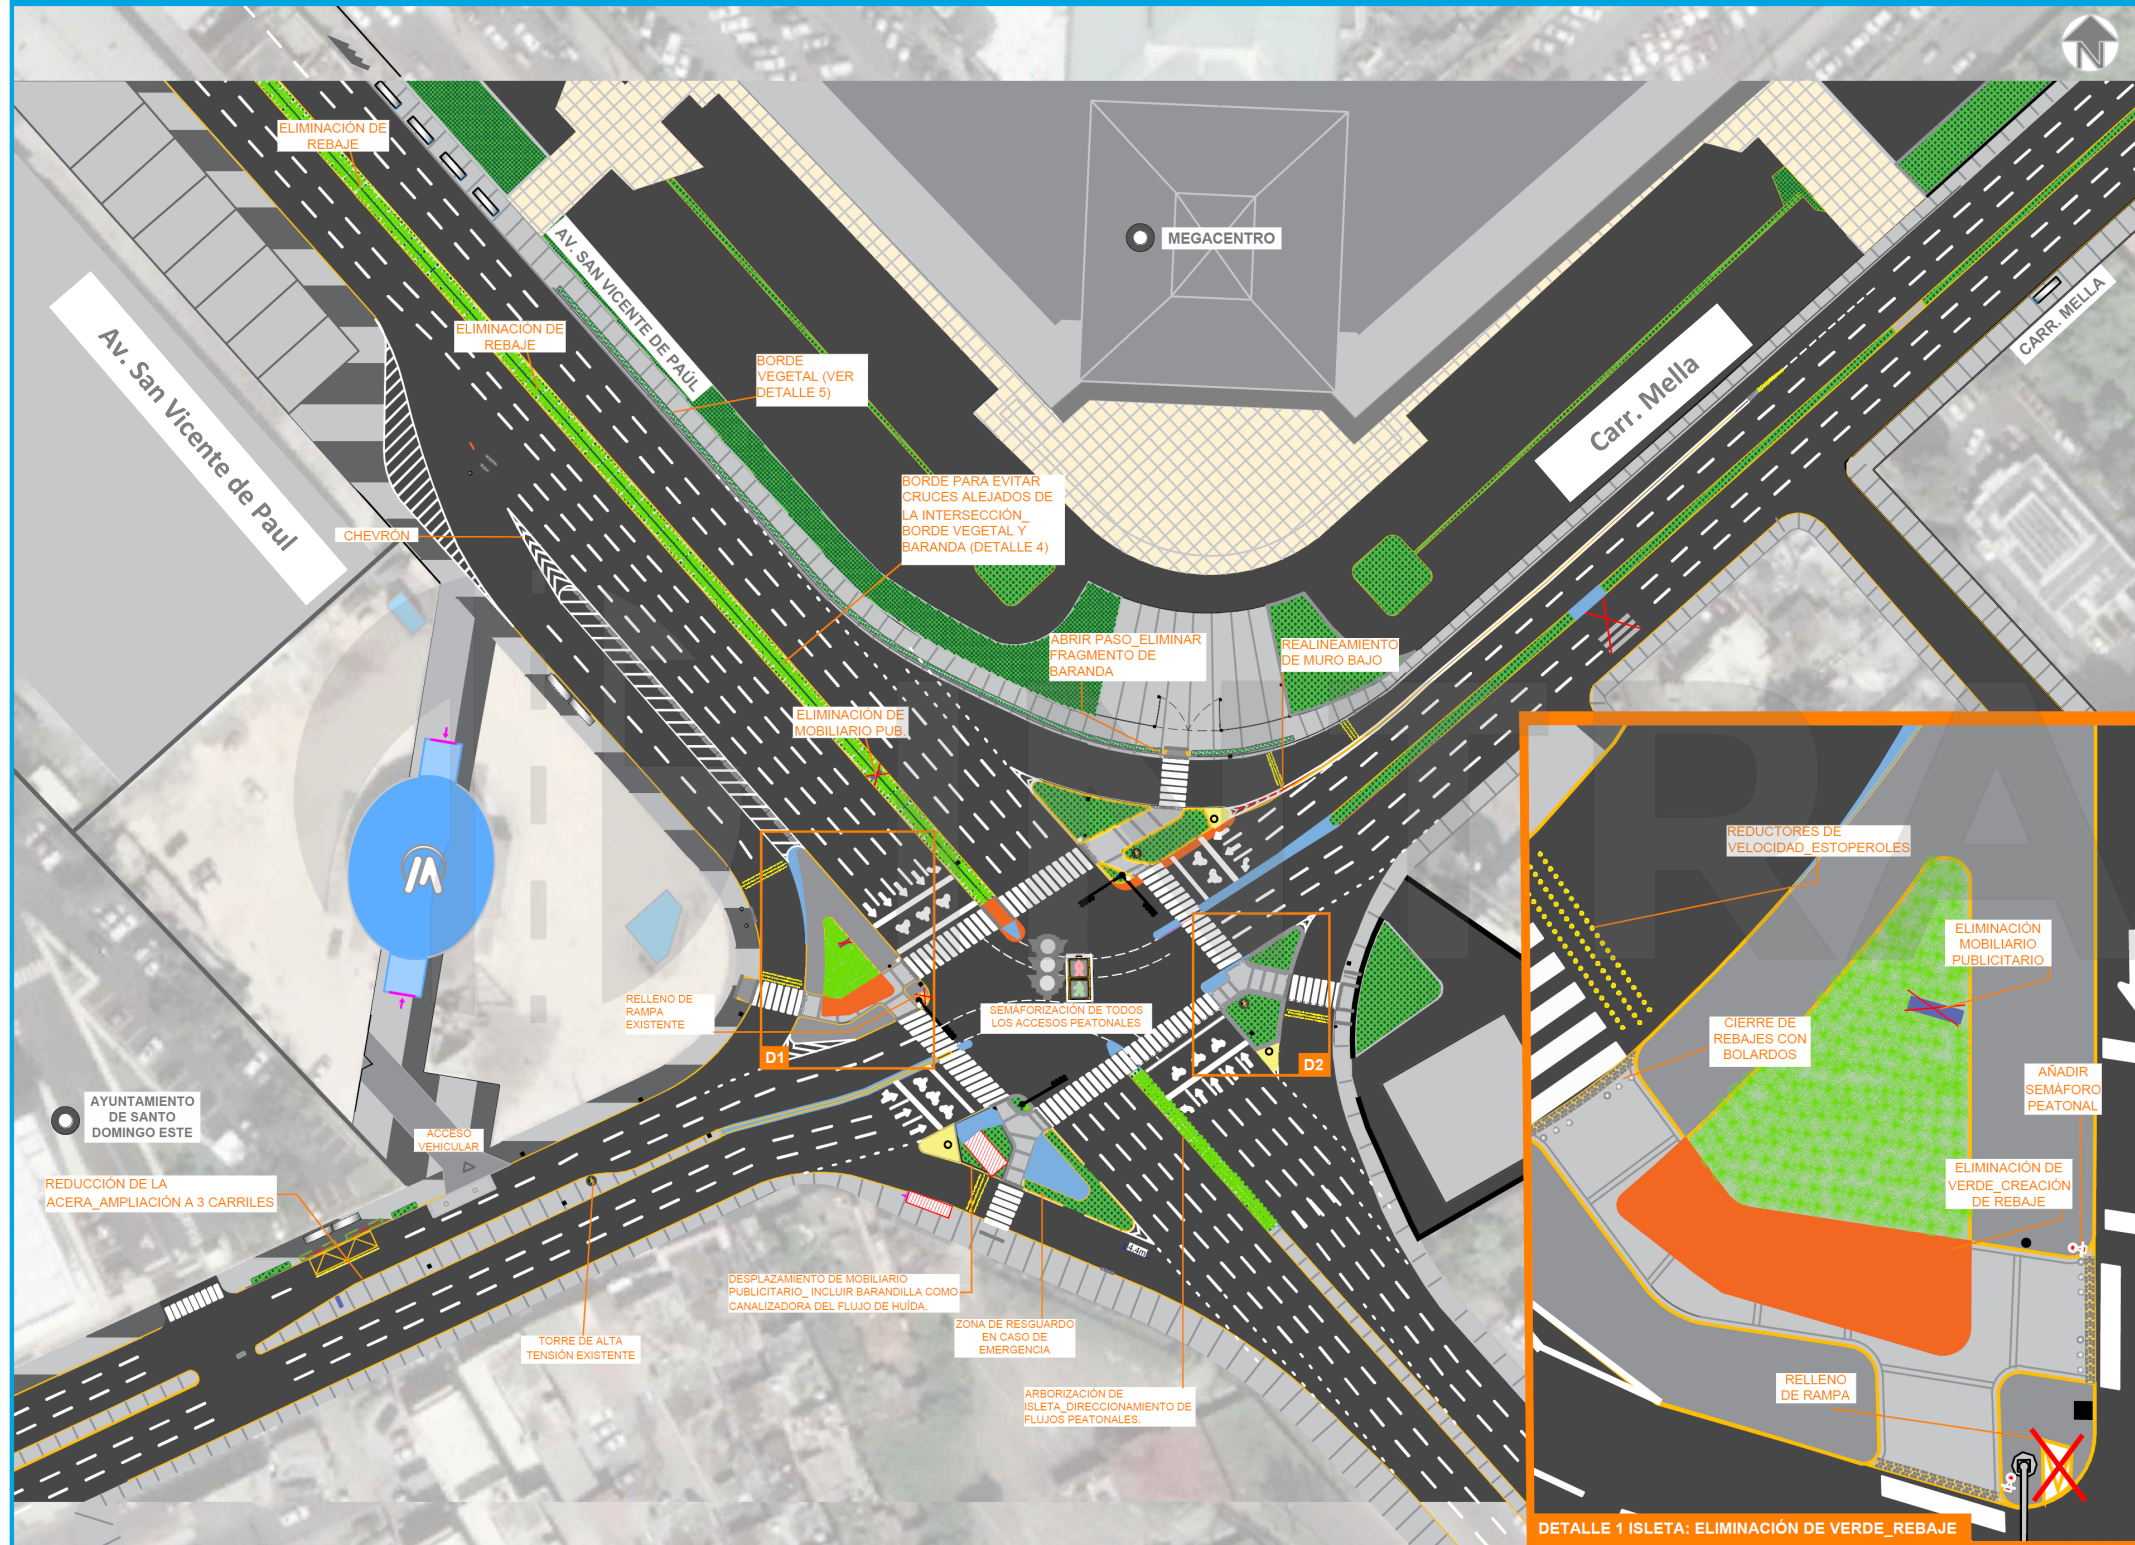 N
ELIMINACIÓN DE
REBAJE
AV. SAN VICENTE DE PAÚL
MEGACENTRO
CARR. MELLA
Av. San Vicente de Paul
ELIMINACIÓN DE
REBAJE
BORDE
VEGETAL (VER
DETALLE 5)
Carr. Mella
CHEVRÓN
BORDE PARA EVITAR
CRUCES ALEJADOS DE
LA INTERSECCIÓN_
BORDE VEGETAL Y
BARANDA (DETALLE 4)
ABRIR PASO_ELIMINAR
FRAGMENTO DE
BARANDA
REALINEAMIENTO
DE MURO BAJO
ELIMINACIÓN DE
MOBILIARIO PUB.
INTRA
REDUCTORES DE
VELOCIDAD_ESTOPEROLES
ELIMINACIÓN
MOBILIARIO
PUBLICITARIO
CIERRE DE
REBAJES CON
BOLARDOS
AÑADIR
SEMÁFORO
PEATONAL
ELIMINACIÓN DE
VERDE_CREACIÓN
DE REBAJE
RELLENO
DE RAMPA
DETALLE 1 ISLETA: ELIMINACIÓN DE VERDE_REBAJE
RELLENO DE
RAMPA
EXISTENTE
SEMAFORIZACIÓN DE TODOS
LOS ACCESOS PEATONALES
D1
D2
AYUNTAMIENTO
DE SANTO
DOMINGO ESTE
ACCESO
VEHICULAR
REDUCCIÓN DE LA
ACERA_AMPLIACIÓN A 3 CARRILES
4.4m
DESPLAZAMIENTO DE MOBILIARIO
PUBLICITARIO_ INCLUIR BARANDILLA COMO
CANALIZADORA DEL FLUJO DE HUÍDA.
ZONA DE RESGUARDO
EN CASO DE
EMERGENCIA
TORRE DE ALTA
TENSIÓN EXISTENTE
ARBORIZACIÓN DE
ISLETA_DIRECCIONAMIENTO DE
FLUJOS PEATONALES.